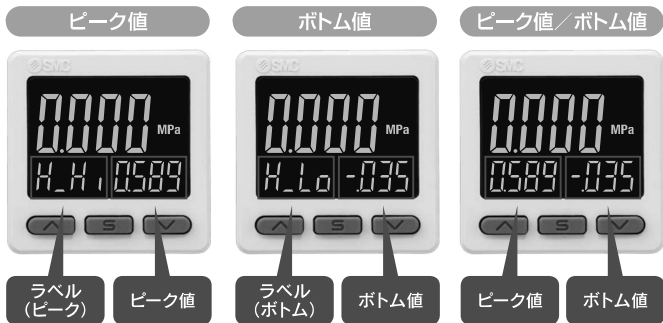 ピーク値
ボトム値
ピーク値／ボトム値
SMC
0.000 MPa
H_Hi 0.589
S
ラベル
(ピーク)
ピーク値
SMC
0.000 MPa
H_Lo -.035
S
ラベル
(ボトム)
ボトム値
SMC
0.000 MPa
0.589 -.035
S
ピーク値
ボトム値